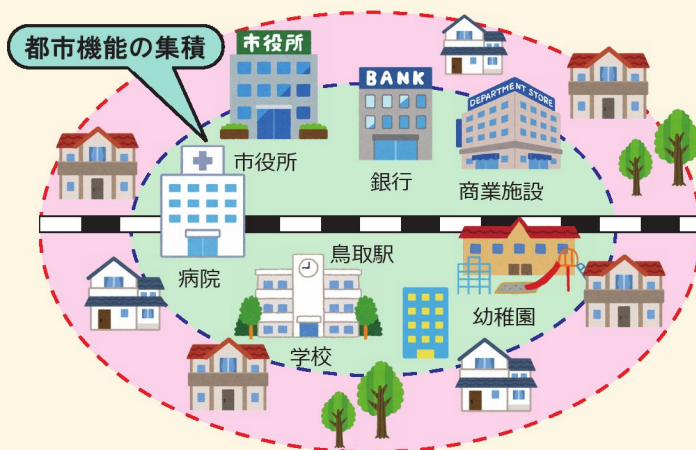 都市機能の集積
市役所
BANK
DEPARTMENT STORE
市役所
銀行
商業施設
鳥取駅
病院
幼稚園
学校